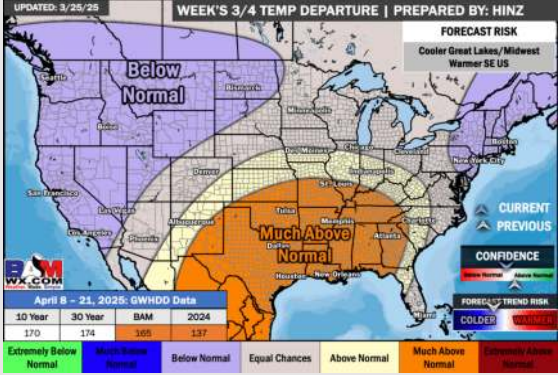 UPDATED: 3/25/25
WEEK'S 3/4 TEMP DEPARTURE | PREPARED BY: HINZ
FORECAST RISK
Cooler Great Lakes/Midwest
Warmer SE US
Seattle
Below
Normal
Bismarck
Minneapolis
Boise
Boston
Des Moines
Chicago
Cleveland
New York City
Denver
Indianapolis
San Francisco
St. Louis
Las Vegas
Los Angeles
Albuquerque
Tulsa
Memphis
Charlotte
Phoenix
Much Above
Normal
Dallas
Atlanta
CURRENT
PREVIOUS
Houston
New Orleans
Miami
CONFIDENCE
Below Normal
Above Normal
BAM
WX.COM
FORECAST TREND RISK
COLDER
WARMER
April 8 - 21, 2025: GWHDD Data
10 Year 30 Year BAM 2024
170 174 165 137
Extremely Below
Normal
Much Below
Normal
Below Normal
Equal Chances
Above Normal
Much Above
Normal
Extremely Above
Normal